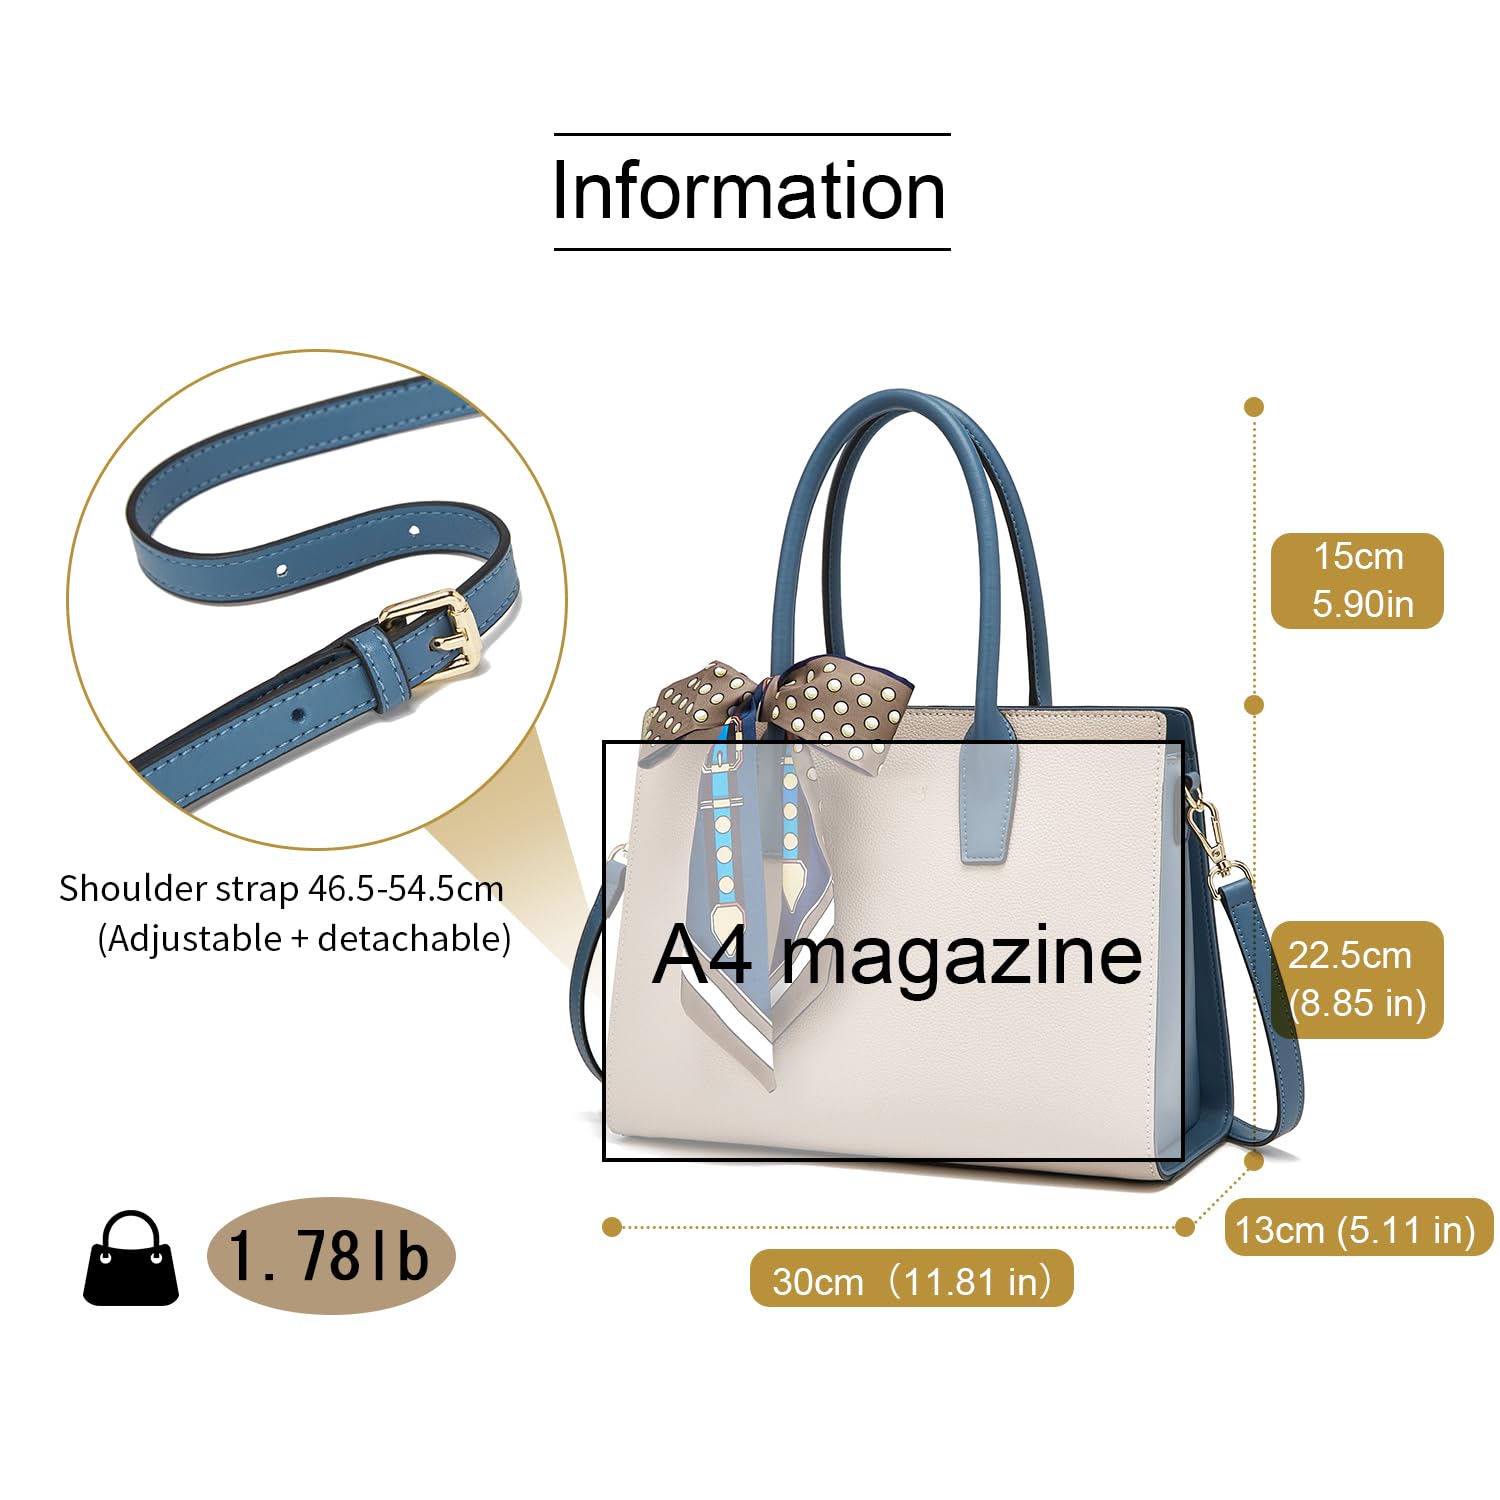 Information
15cm
5.90in
Shoulder strap 46.5-54.5cm
(Adjustable + detachable)
A4 magazine
22.5cm
(8.85 in)
1.78lb
13cm (5.11 in)
30cm（11.81 in）